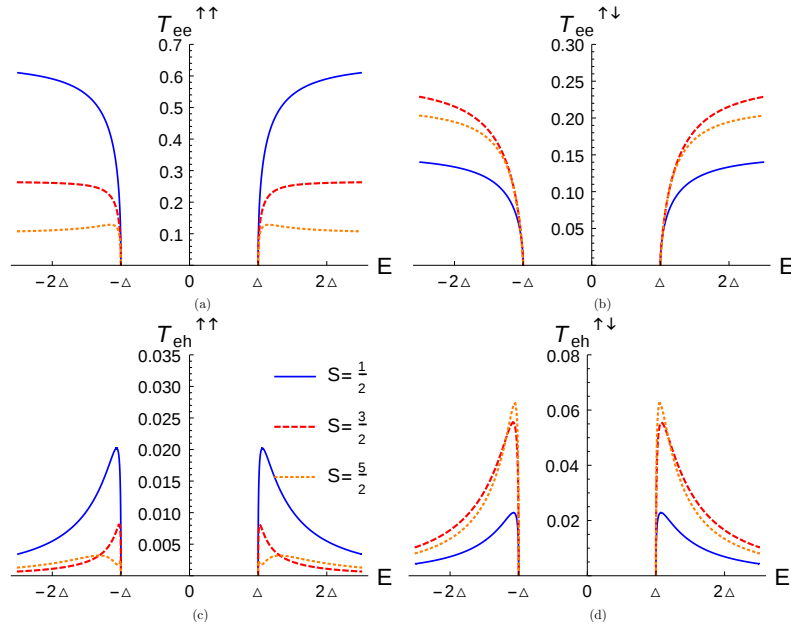 T_ee ↑↑
0.7
0.6
0.5
0.4
0.3
0.2
0.1
−2△ −△ 0 △ 2△ E
(a)
T_ee ↑↓
0.30
0.25
0.20
0.15
0.10
0.05
−2△ −△ 0 △ 2△ E
(b)
T_eh ↑↑
0.035
0.030
0.025
0.020
0.015
0.010
0.005
S= 1/2
S= 3/2
S= 5/2
−2△ −△ 0 △ 2△ E
(c)
T_eh ↑↓
0.08
0.06
0.04
0.02
−2△ −△ 0 △ 2△ E
(d)